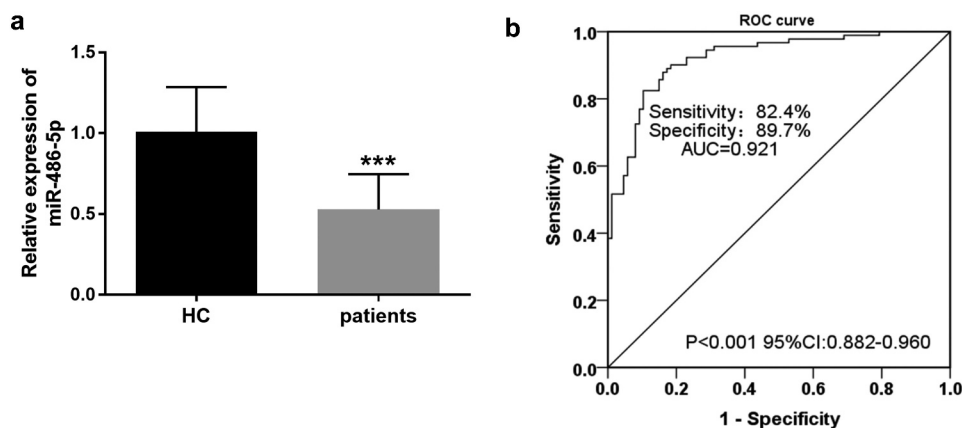 a
Relative expression of
miR-486-5p
1.5
1.0
0.5
0.0
***
HC
patients
b
ROC curve
Sensitivity
1.0
0.8
0.6
0.4
0.2
0.0
Sensitivity：82.4%
Specificity：89.7%
AUC=0.921
P<0.001 95%CI:0.882-0.960
0.0 0.2 0.4 0.6 0.8 1.0
1 - Specificity